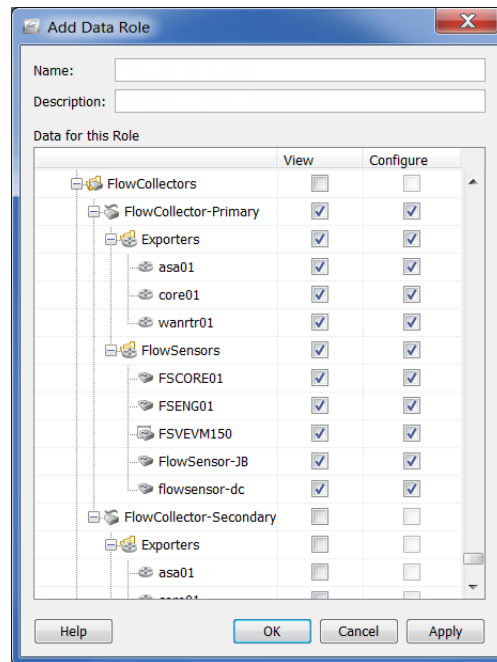 Add Data Role
Name:
Description:
Data for this Role
View Configure
FlowCollectors
FlowCollector-Primary
Exporters
asa01
core01
wanrtr01
FlowSensors
FSCORE01
FSENG01
FSVEVM150
FlowSensor-JB
flowsensor-dc
FlowCollector-Secondary
Exporters
asa01
Help OK Cancel Apply